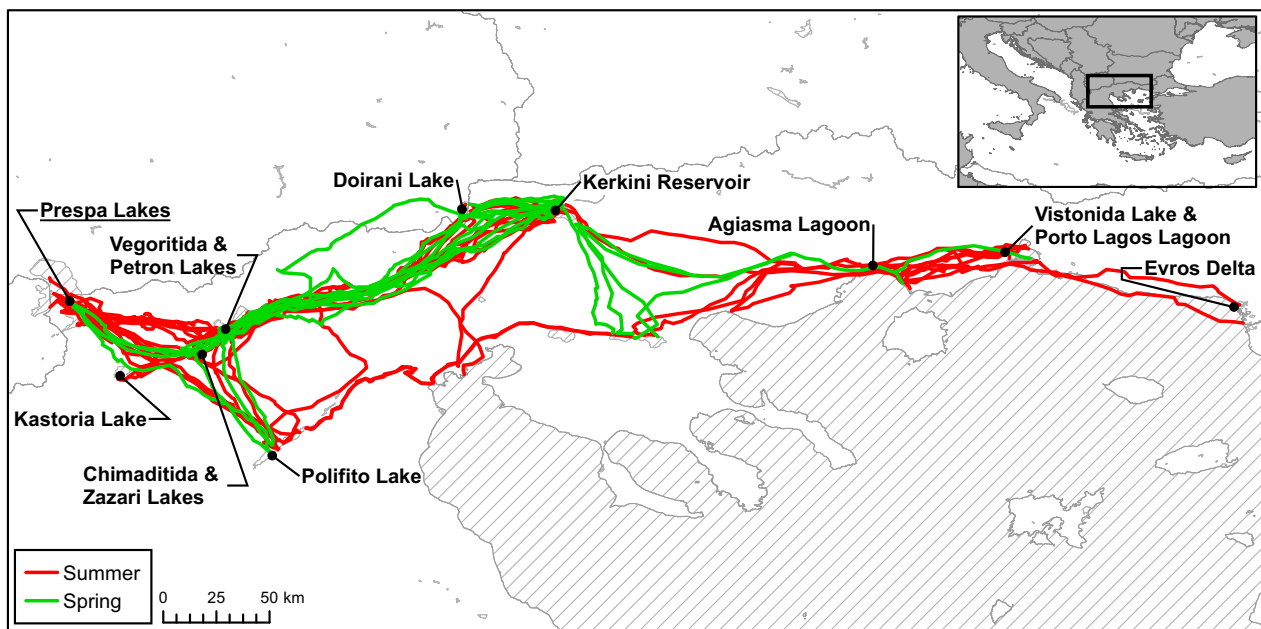 Doirani Lake
Kerkini Reservoir
Prespa Lakes
Vegoritida &
Petron Lakes
Agiasma Lagoon
Vistonida Lake &
Porto Lagos Lagoon
Evros Delta
Kastoria Lake
Chimaditida &
Zazari Lakes
Polifito Lake
Summer
Spring
0 25 50 km